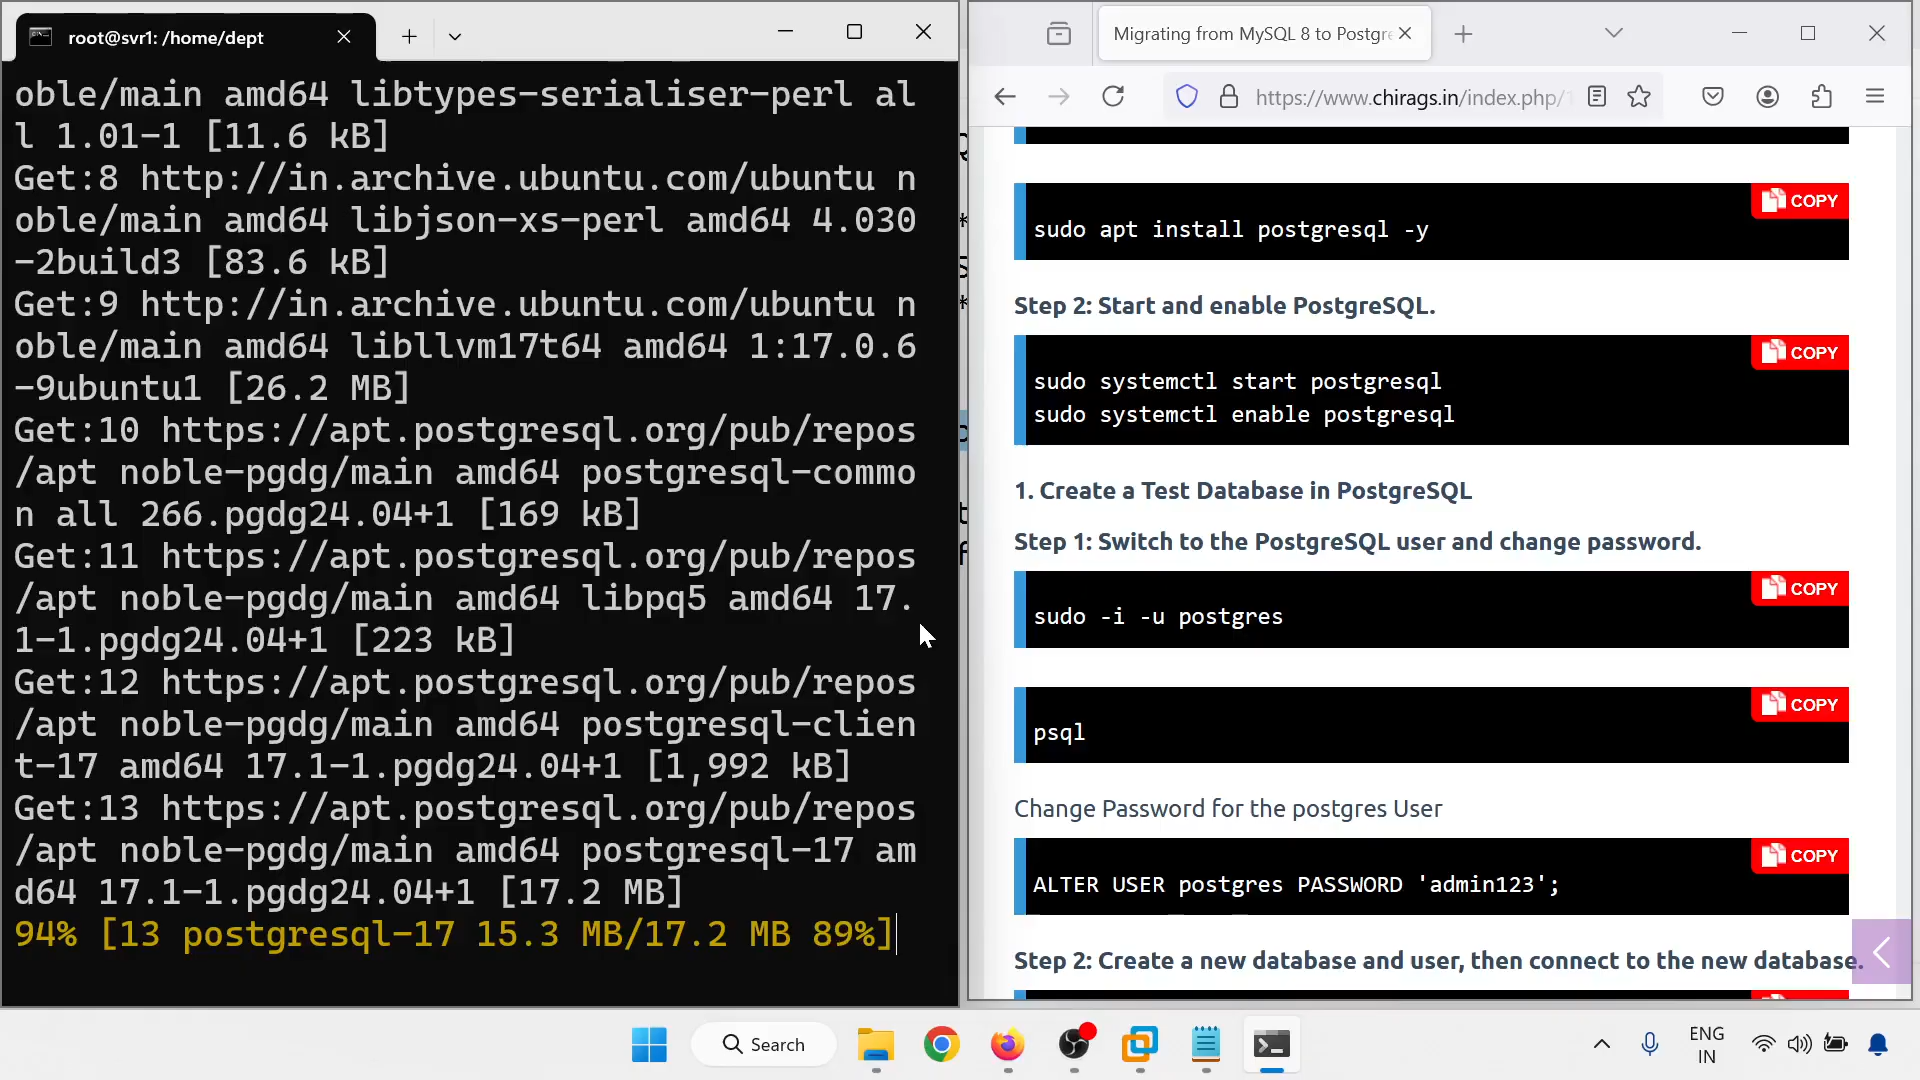 root@svr1: /home/dept
oble/main amd64 libtypes-serialiser-perl al
l 1.01-1 [11.6 kB]
Get:8 http://in.archive.ubuntu.com/ubuntu n
oble/main amd64 libjson-xs-perl amd64 4.030
-2build3 [83.6 kB]
Get:9 http://in.archive.ubuntu.com/ubuntu n
oble/main amd64 libllvm17t64 amd64 1:17.0.6
-9ubuntu1 [26.2 MB]
Get:10 https://apt.postgresql.org/pub/repos
/apt noble-pgdg/main amd64 postgresql-commo
n all 266.pgdg24.04+1 [169 kB]
Get:11 https://apt.postgresql.org/pub/repos
/apt noble-pgdg/main amd64 libpq5 amd64 17.
1-1.pgdg24.04+1 [223 kB]
Get:12 https://apt.postgresql.org/pub/repos
/apt noble-pgdg/main amd64 postgresql-clien
t-17 amd64 17.1-1.pgdg24.04+1 [1,992 kB]
Get:13 https://apt.postgresql.org/pub/repos
/apt noble-pgdg/main amd64 postgresql-17 am
d64 17.1-1.pgdg24.04+1 [17.2 MB]
94% [13 postgresql-17 15.3 MB/17.2 MB 89%]
Migrating from MySQL 8 to Postgr
https://www.chirags.in/index.php/
COPY
sudo apt install postgresql -y
Step 2: Start and enable PostgreSQL.
COPY
sudo systemctl start postgresql
sudo systemctl enable postgresql
1. Create a Test Database in PostgreSQL
Step 1: Switch to the PostgreSQL user and change password.
COPY
sudo -i -u postgres
COPY
psql
Change Password for the postgres User
COPY
ALTER USER postgres PASSWORD 'admin123';
Step 2: Create a new database and user, then connect to the new database.
Search
ENG
IN